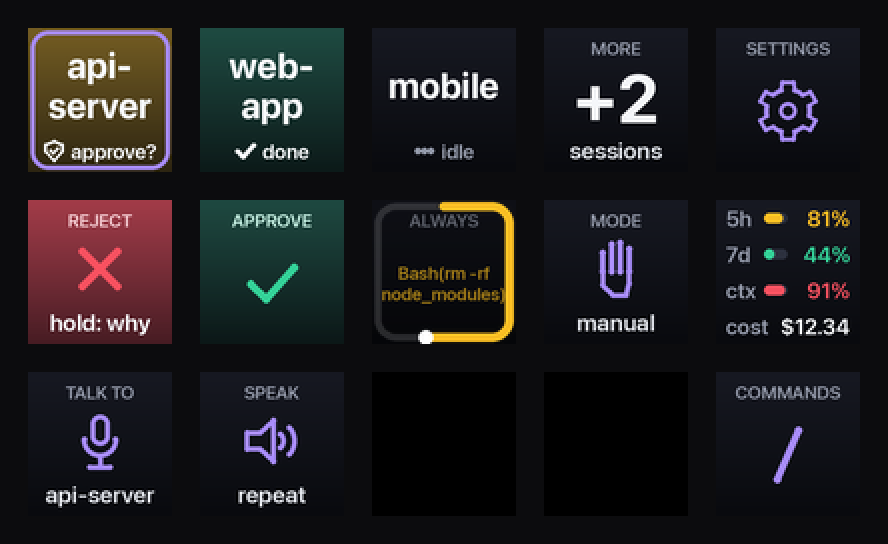 api-
server
approve?
web-
app
done
mobile
idle
MORE
+2
sessions
SETTINGS
REJECT
hold: why
APPROVE
ALWAYS
Bash(rm -rf
node_modules)
MODE
manual
5h 81%
7d 44%
ctx 91%
cost $12.34
TALK TO
api-server
SPEAK
repeat
COMMANDS
/